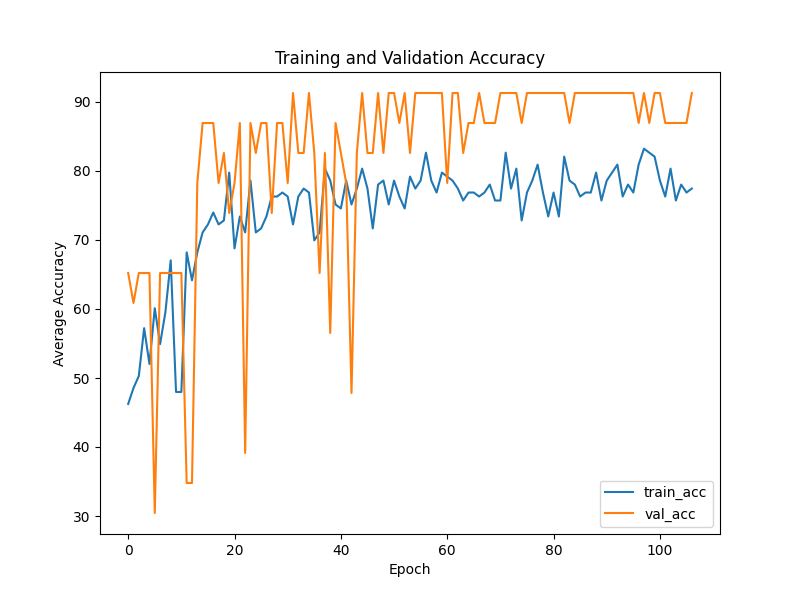 Training and Validation Accuracy
Average Accuracy
90
80
70
60
50
40
30
0 20 40 60 80 100
Epoch
train_acc
val_acc